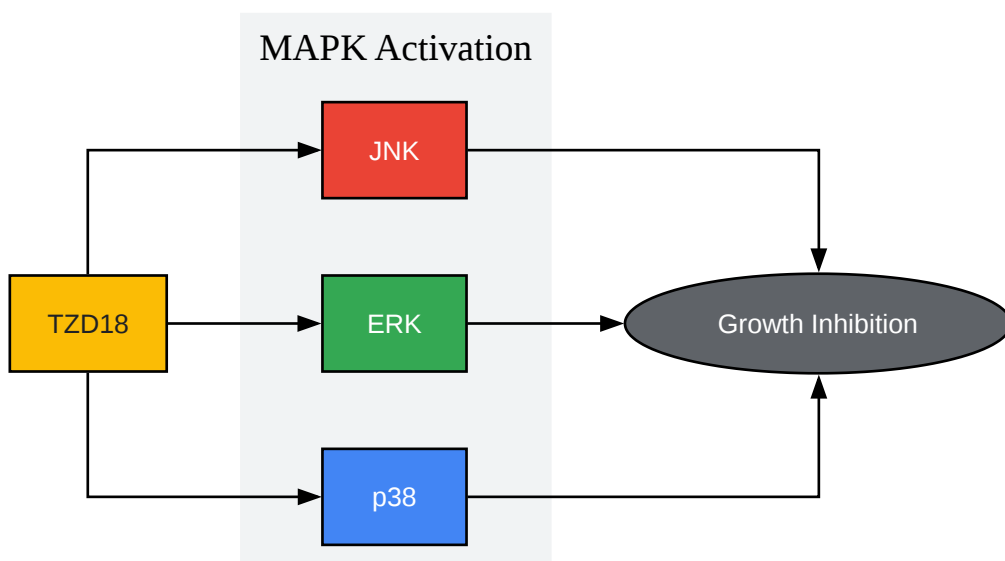 MAPK Activation
JNK
TZD18
ERK
Growth Inhibition
p38